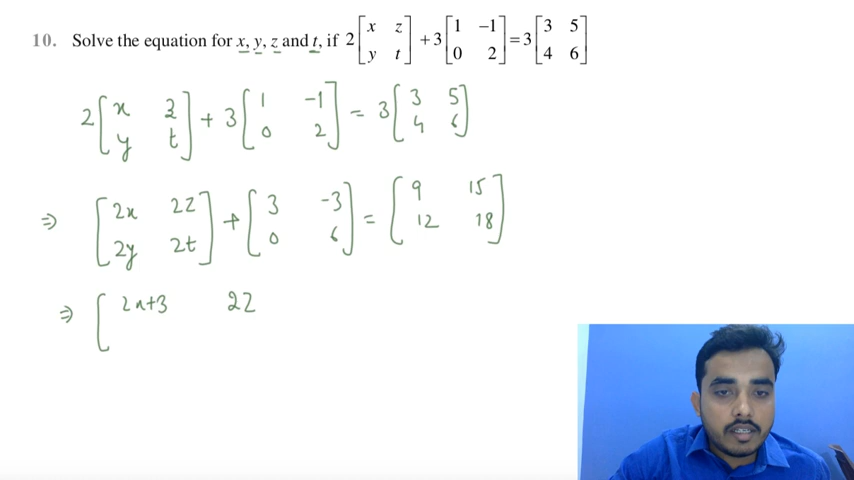 10. Solve the equation for x, y, z and t, if 2 [x z; y t] + 3 [1 −1; 0 2] = 3 [3 5; 4 6]
2 [x z; y t] + 3 [1 -1; 0 2] = 3 [3 5; 4 6]
⇒ [2x 2z; 2y 2t] + [3 -3; 0 6] = [9 15; 12 18]
⇒ [2x+3 2z